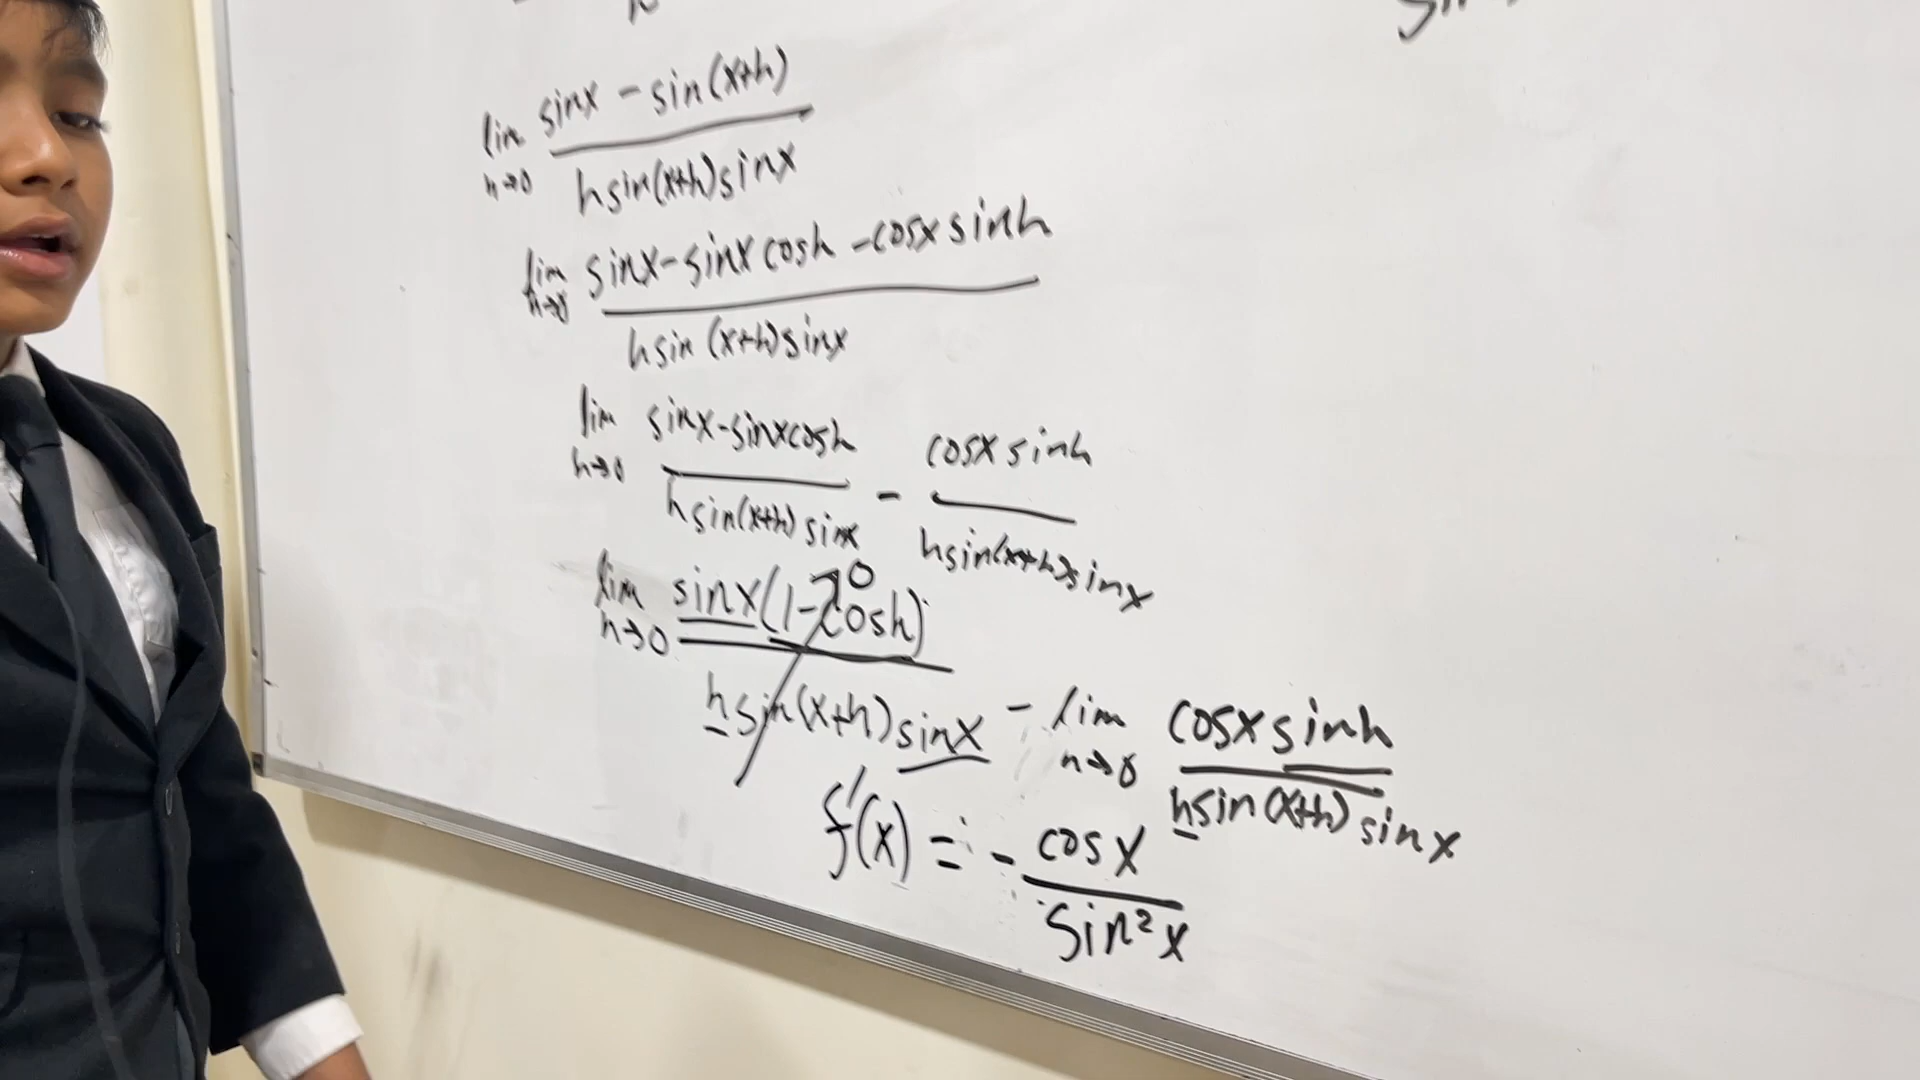 sinx - sin(x+h)
lim
h→0
hsin(x+h)sinx
sinx-sinx cosh -cosx sinh
lim
h→0
hsin (x+h)sinx
lim sinx-sinxcosh - cosx sinh
h→0 hsin(x+h) sinx hsin(x+h)sinx
0
lim sinx(1-cosh)
h→0
hsin(x+h)sinx - lim cosx sinh
h→0 hsin(x+h) sinx
f'(x) = - cosx
sin²x